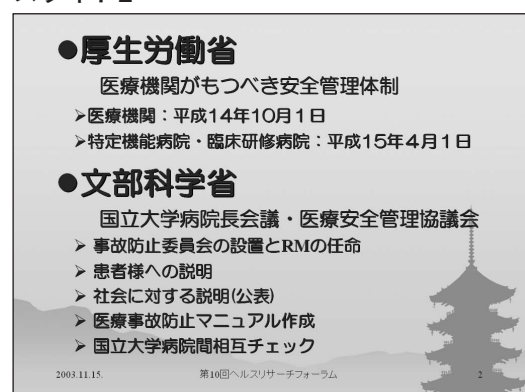 ●厚生労働省
医療機関がもつべき安全管理体制
➢医療機関：平成14年10月1日
➢特定機能病院・臨床研修病院：平成15年4月1日
●文部科学省
国立大学病院長会議・医療安全管理協議会
➢ 事故防止委員会の設置とRMの任命
➢ 患者様への説明
➢ 社会に対する説明(公表)
➢ 医療事故防止マニュアル作成
➢ 国立大学病院間相互チェック
2003.11.15. 第10回ヘルスリサーチフォーラム 2